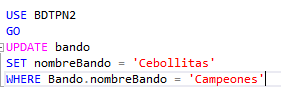 USE BDTPN2
GO
UPDATE bando
SET nombreBando = 'Cebollitas'
WHERE Bando.nombreBando = 'Campeones'